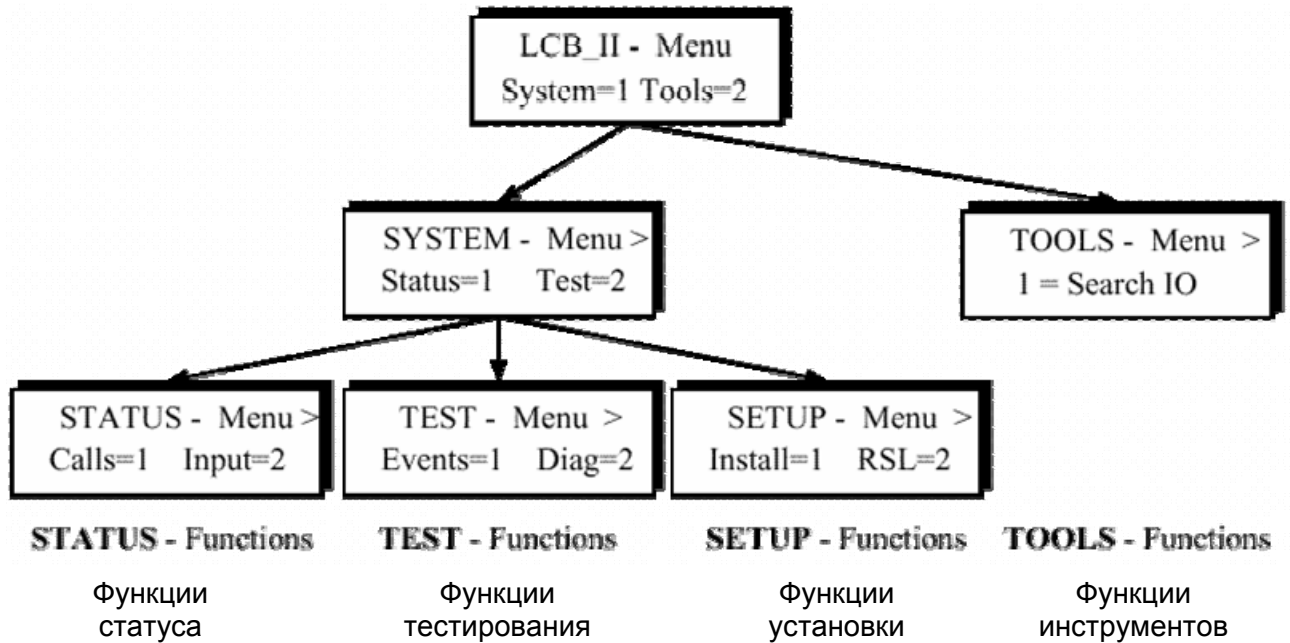 LCB_II - Menu
System=1 Tools=2
SYSTEM - Menu >
Status=1 Test=2
TOOLS - Menu >
1 = Search IO
STATUS - Menu >
Calls=1 Input=2
TEST - Menu >
Events=1 Diag=2
SETUP - Menu >
Install=1 RSL=2
STATUS - Functions
TEST - Functions
SETUP - Functions
TOOLS - Functions
Функции
статуса
Функции
тестирования
Функции
установки
Функции
инструментов